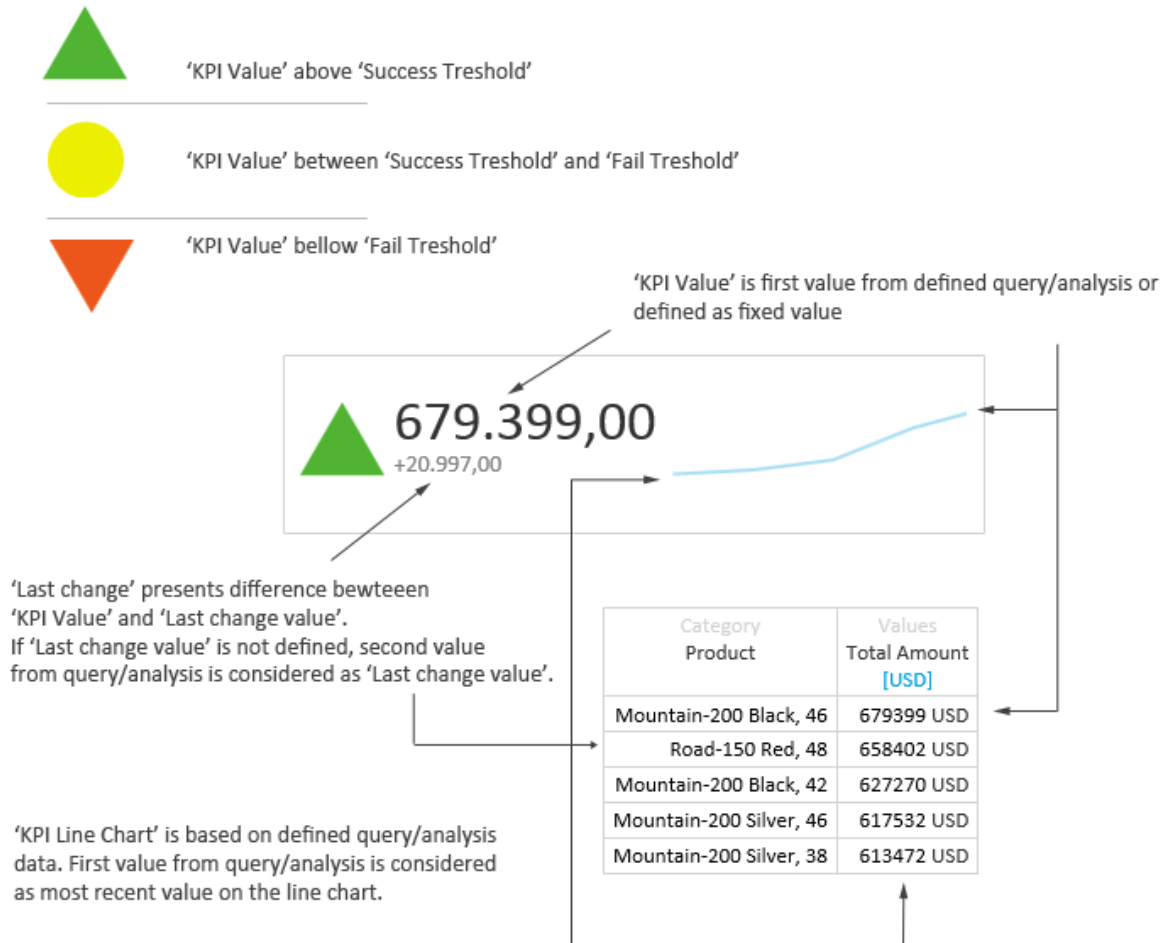 ‘KPI Value’ above ‘Success Treshold’
‘KPI Value’ between ‘Success Treshold’ and ‘Fail Treshold’
‘KPI Value’ bellow ‘Fail Treshold’
‘KPI Value’ is first value from defined query/analysis or
defined as fixed value
679.399,00
+20.997,00
‘Last change’ presents difference bewteeen
‘KPI Value’ and ‘Last change value’.
If ‘Last change value’ is not defined, second value
from query/analysis is considered as ‘Last change value’.
Category Values
Product Total Amount
[USD]
Mountain-200 Black, 46 679399 USD
Road-150 Red, 48 658402 USD
Mountain-200 Black, 42 627270 USD
Mountain-200 Silver, 46 617532 USD
Mountain-200 Silver, 38 613472 USD
‘KPI Line Chart’ is based on defined query/analysis
data. First value from query/analysis is considered
as most recent value on the line chart.